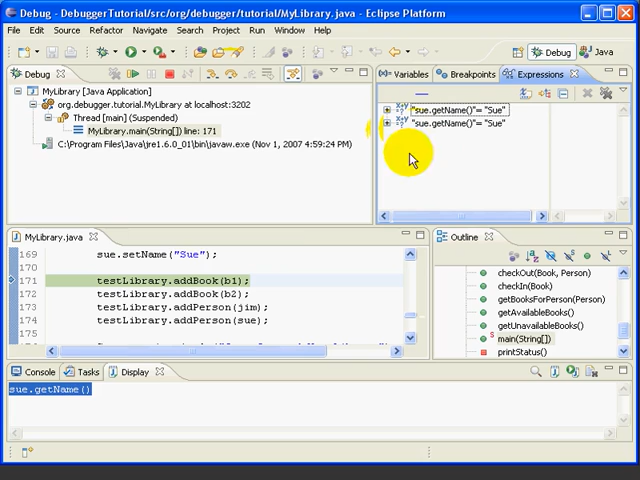 Debug - DebuggerTutorial/src/org/debugger/tutorial/MyLibrary.java - Eclipse Platform
File Edit Source Refactor Navigate Search Project Run Window Help
Debug Java
Debug
Variables Breakpoints Expressions
MyLibrary [Java Application]
org.debugger.tutorial.MyLibrary at localhost:3202
Thread [main] (Suspended)
MyLibrary.main(String[]) line: 171
C:\Program Files\Java\jre1.6.0_01\bin\javaw.exe (Nov 1, 2007 4:59:24 PM)
x+y
=?
"sue.getName()"= "Sue"
x+y
=?
"sue.getName()"= "Sue"
MyLibrary.java
169 sue.setName("Sue");
170
171 testLibrary.addBook(b1);
172 testLibrary.addBook(b2);
173 testLibrary.addPerson(jim);
174 testLibrary.addPerson(sue);
175
Outline
checkOut(Book, Person)
checkIn(Book)
getBooksForPerson(Person)
getAvailableBooks()
getUnavailableBooks()
main(String[])
printStatus()
Console Tasks Display
sue.getName()